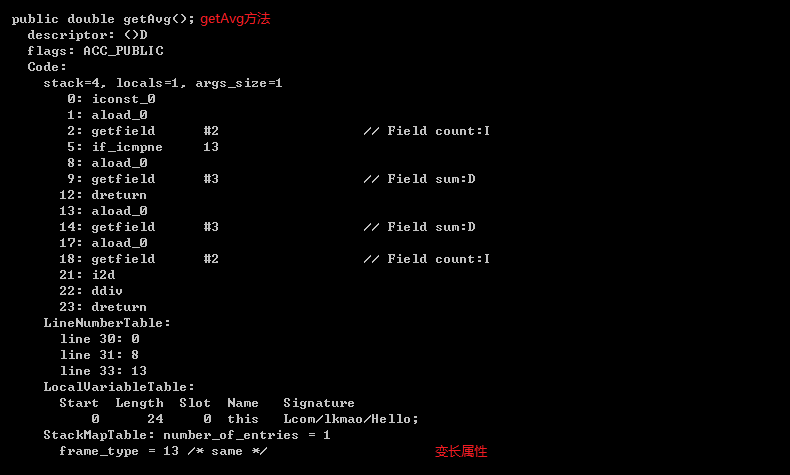 public double getAvg(); getAvg方法
descriptor: ()D
flags: ACC_PUBLIC
Code:
stack=4, locals=1, args_size=1
0: iconst_0
1: aload_0
2: getfield #2 // Field count:I
5: if_icmpne 13
8: aload_0
9: getfield #3 // Field sum:D
12: dreturn
13: aload_0
14: getfield #3 // Field sum:D
17: aload_0
18: getfield #2 // Field count:I
21: i2d
22: ddiv
23: dreturn
LineNumberTable:
line 30: 0
line 31: 8
line 33: 13
LocalVariableTable:
Start Length Slot Name Signature
0 24 0 this Lcom/lkmao/Hello;
StackMapTable: number_of_entries = 1
frame_type = 13 /* same */ 变长属性